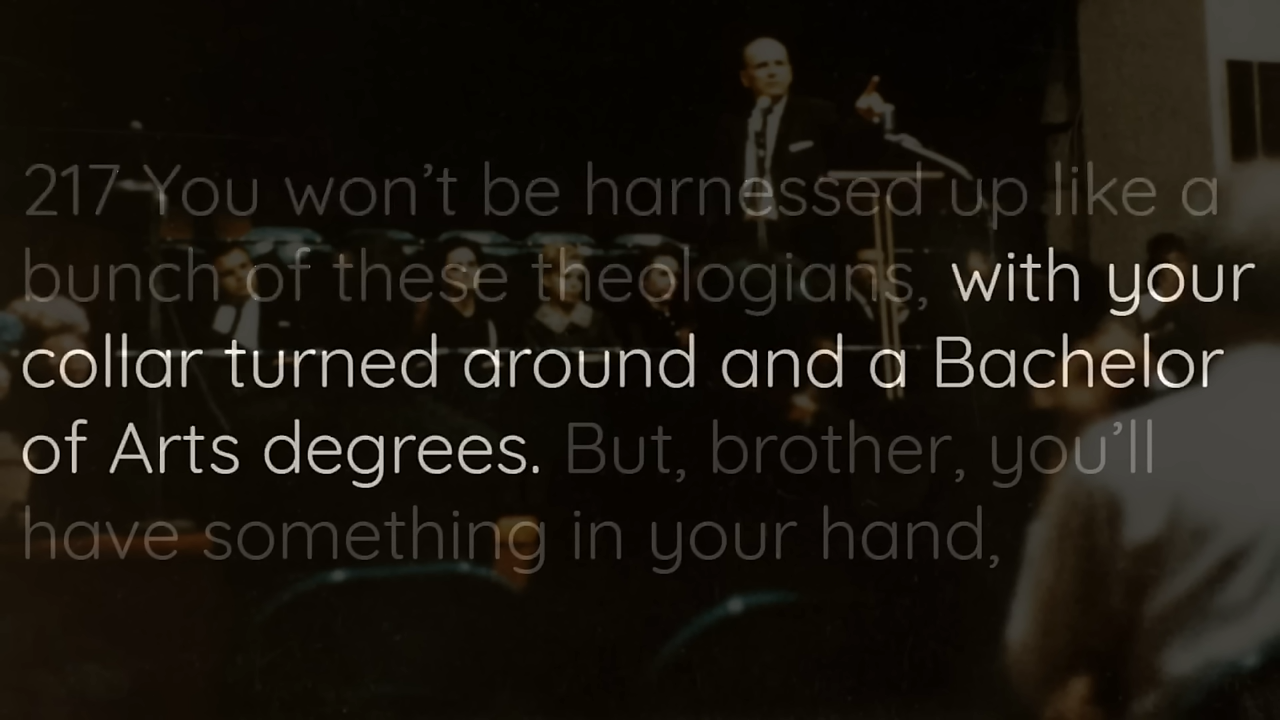 217 You won’t be harnessed up like a
bunch of these theologians, with your
collar turned around and a Bachelor
of Arts degrees. But, brother, you’ll
have something in your hand,